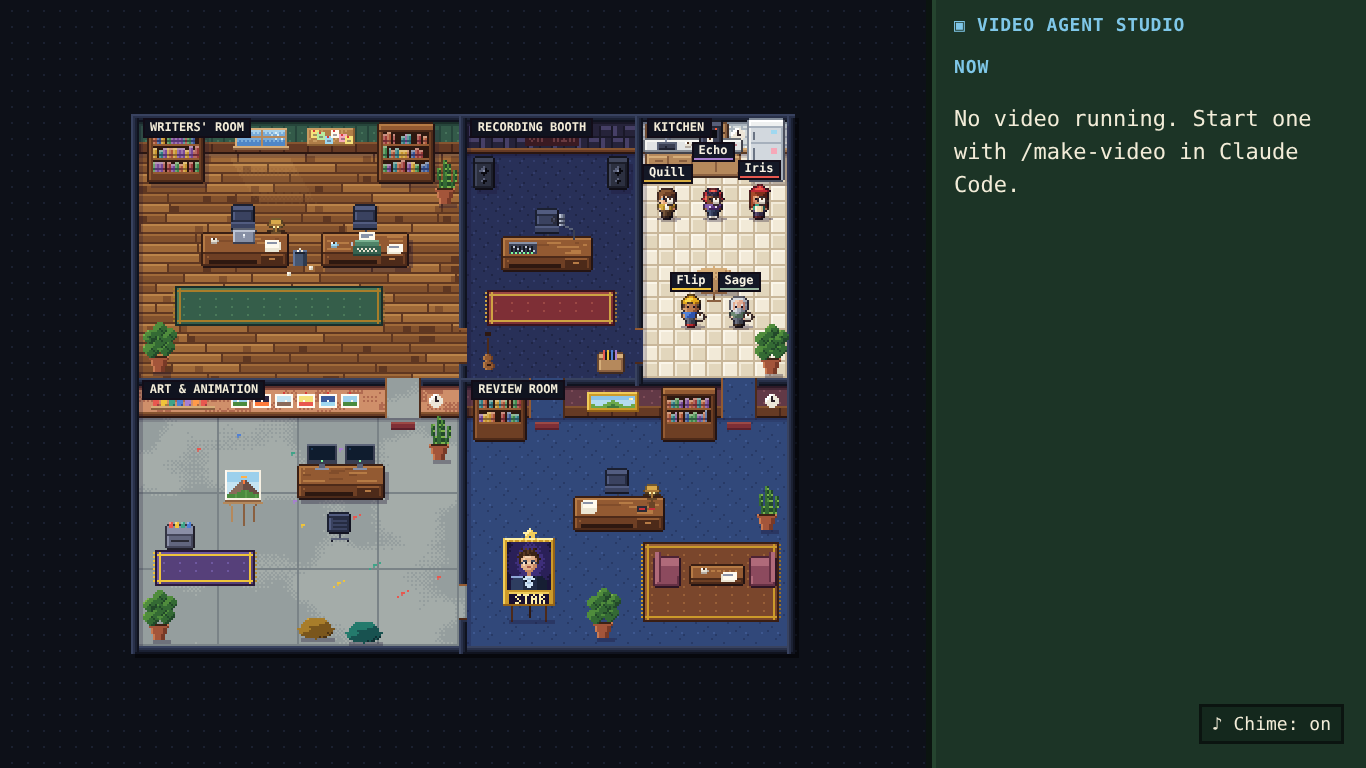 WRITERS' ROOM
RECORDING BOOTH
KITCHEN
Echo
Quill
Iris
Flip
Sage
ART & ANIMATION
REVIEW ROOM
STAR
▣ VIDEO AGENT STUDIO
NOW
No video running. Start one
with /make-video in Claude
Code.
♪ Chime: on